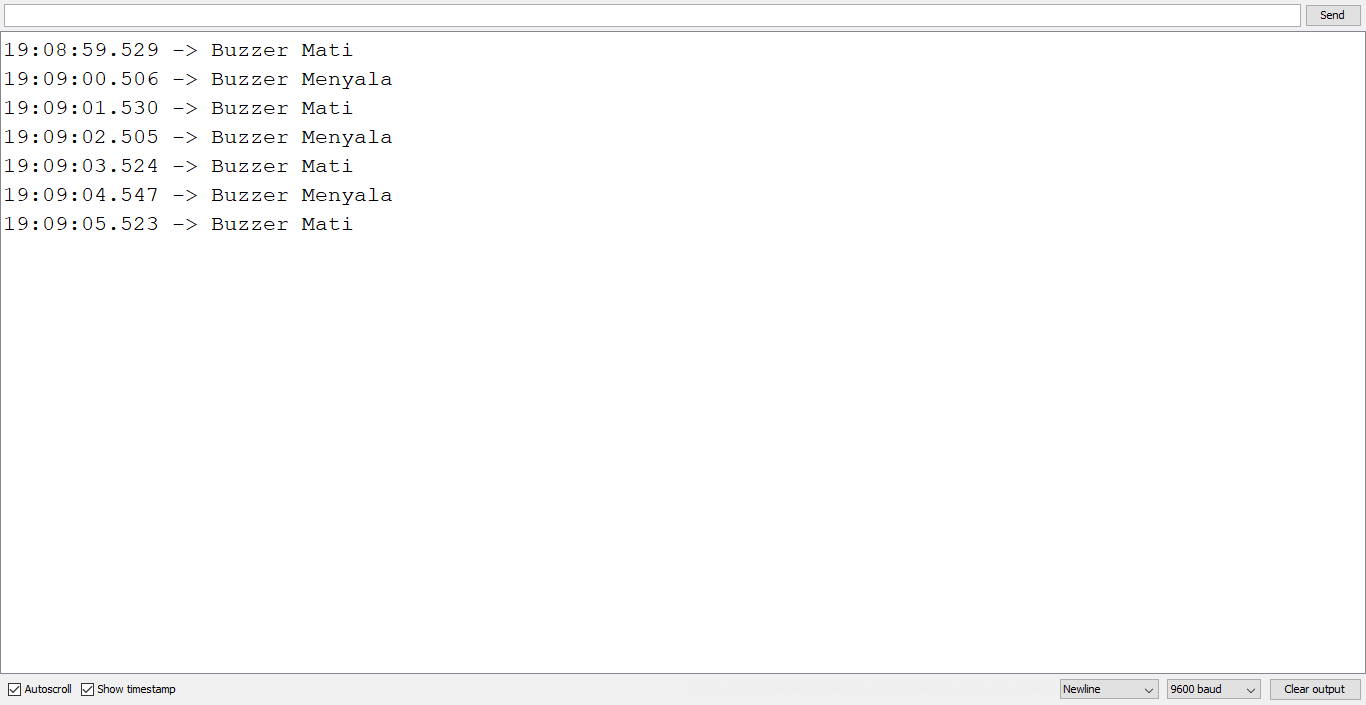 Send
19:08:59.529 -> Buzzer Mati
19:09:00.506 -> Buzzer Menyala
19:09:01.530 -> Buzzer Mati
19:09:02.505 -> Buzzer Menyala
19:09:03.524 -> Buzzer Mati
19:09:04.547 -> Buzzer Menyala
19:09:05.523 -> Buzzer Mati
Autoscroll Show timestamp Newline 9600 baud Clear output